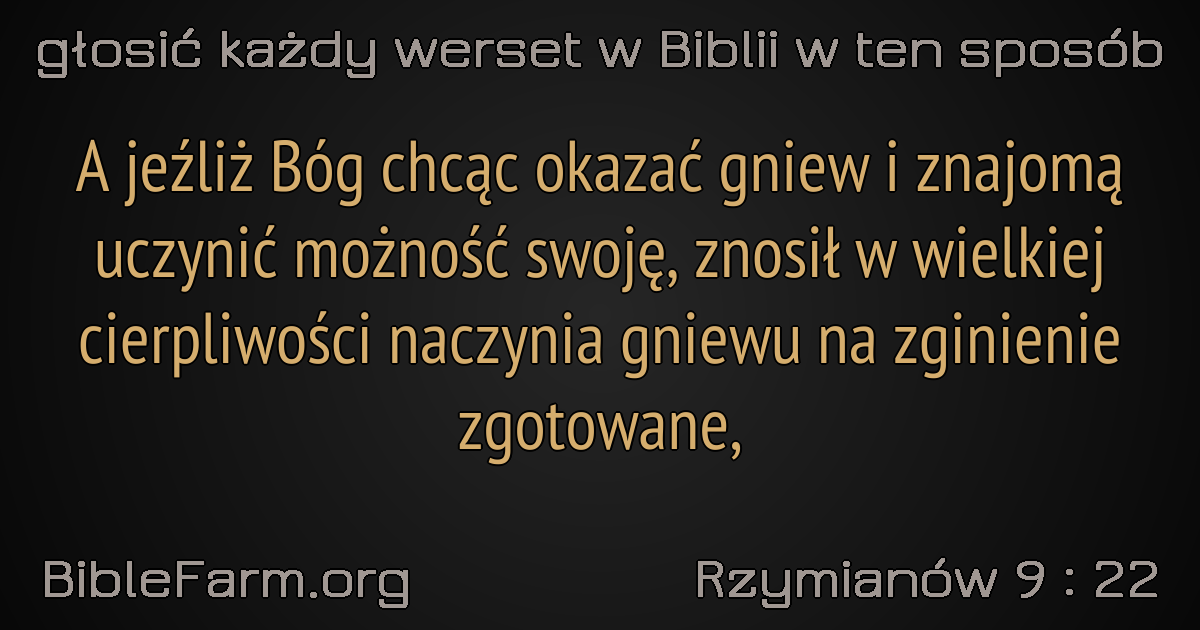 głosić każdy werset w Biblii w ten sposób
A jeźliż Bóg chcąc okazać gniew i znajomą
uczynić możność swoję, znosił w wielkiej
cierpliwości naczynia gniewu na zginienie
zgotowane,
BibleFarm.org
Rzymianów 9 : 22